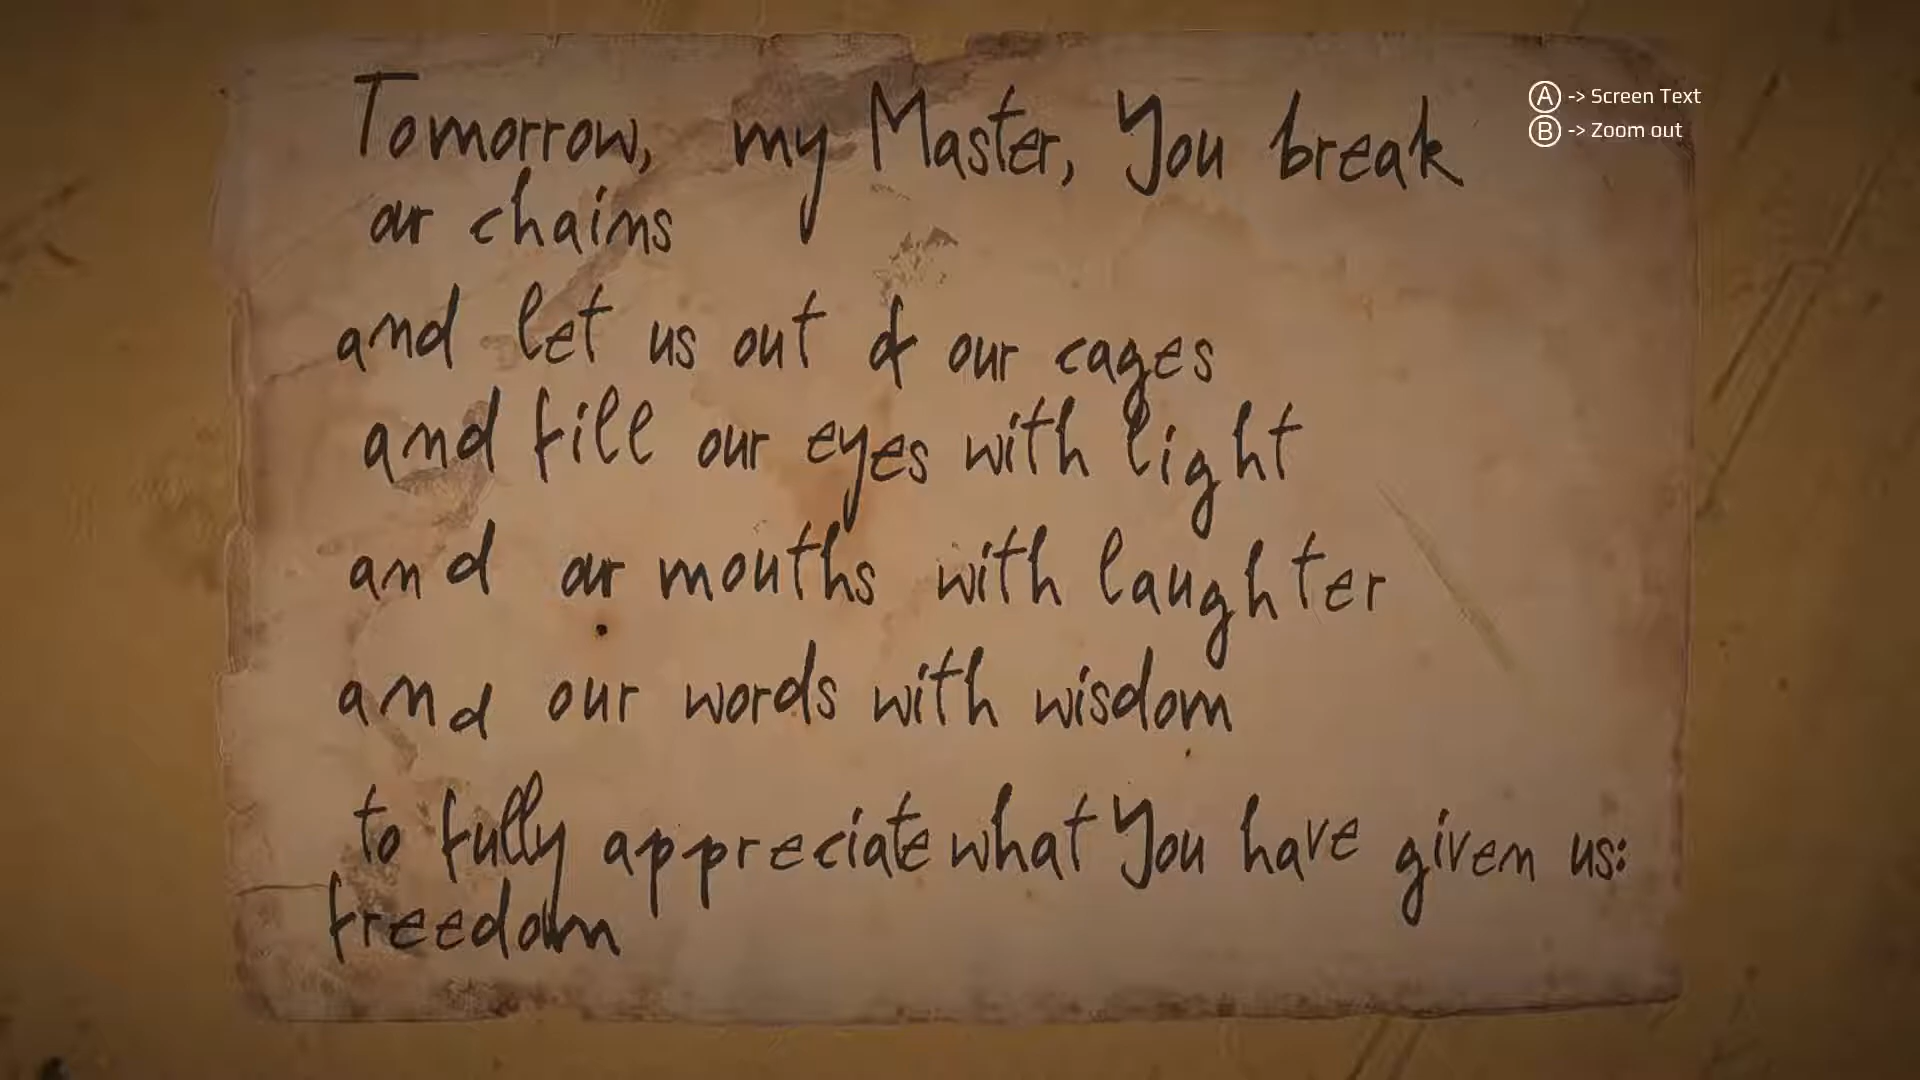 Tomorrow, my Master, You break
our chains
and let us out of our cages
and fill our eyes with light
and our mouths with laughter
and our words with wisdom
to fully appreciate what You have given us:
freedom
A -> Screen Text
B -> Zoom out